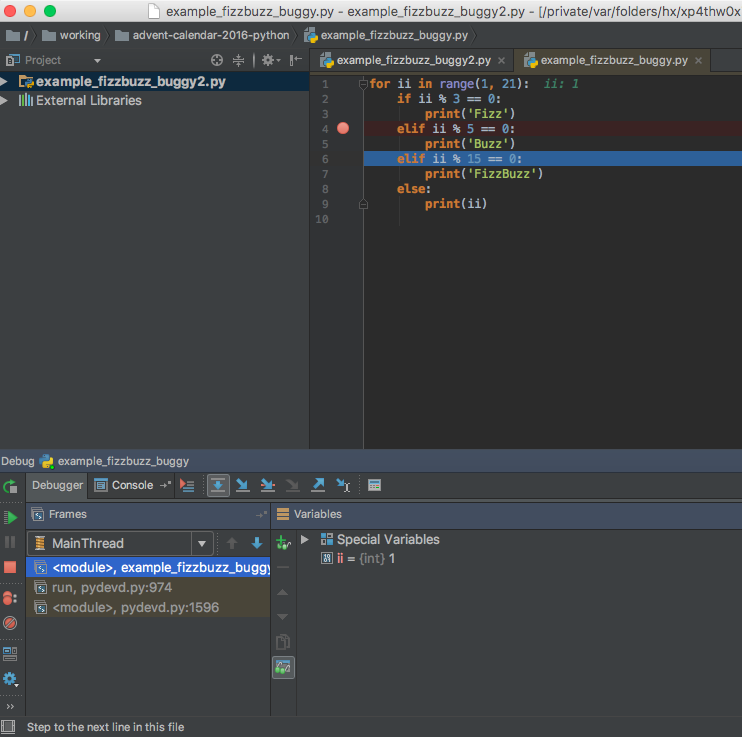 example_fizzbuzz_buggy.py - example_fizzbuzz_buggy2.py - [/private/var/folders/hx/xp4thw0x
/ working advent-calendar-2016-python example_fizzbuzz_buggy.py
Project
example_fizzbuzz_buggy2.py
External Libraries
example_fizzbuzz_buggy2.py × example_fizzbuzz_buggy.py ×
1 for ii in range(1, 21): ii: 1
2 if ii % 3 == 0:
3 print('Fizz')
4 elif ii % 5 == 0:
5 print('Buzz')
6 elif ii % 15 == 0:
7 print('FizzBuzz')
8 else:
9 print(ii)
10
Debug example_fizzbuzz_buggy
Debugger Console
Frames
Variables
MainThread
<module>, example_fizzbuzz_buggy
run, pydevd.py:974
<module>, pydevd.py:1596
Special Variables
ii = {int} 1
Step to the next line in this file